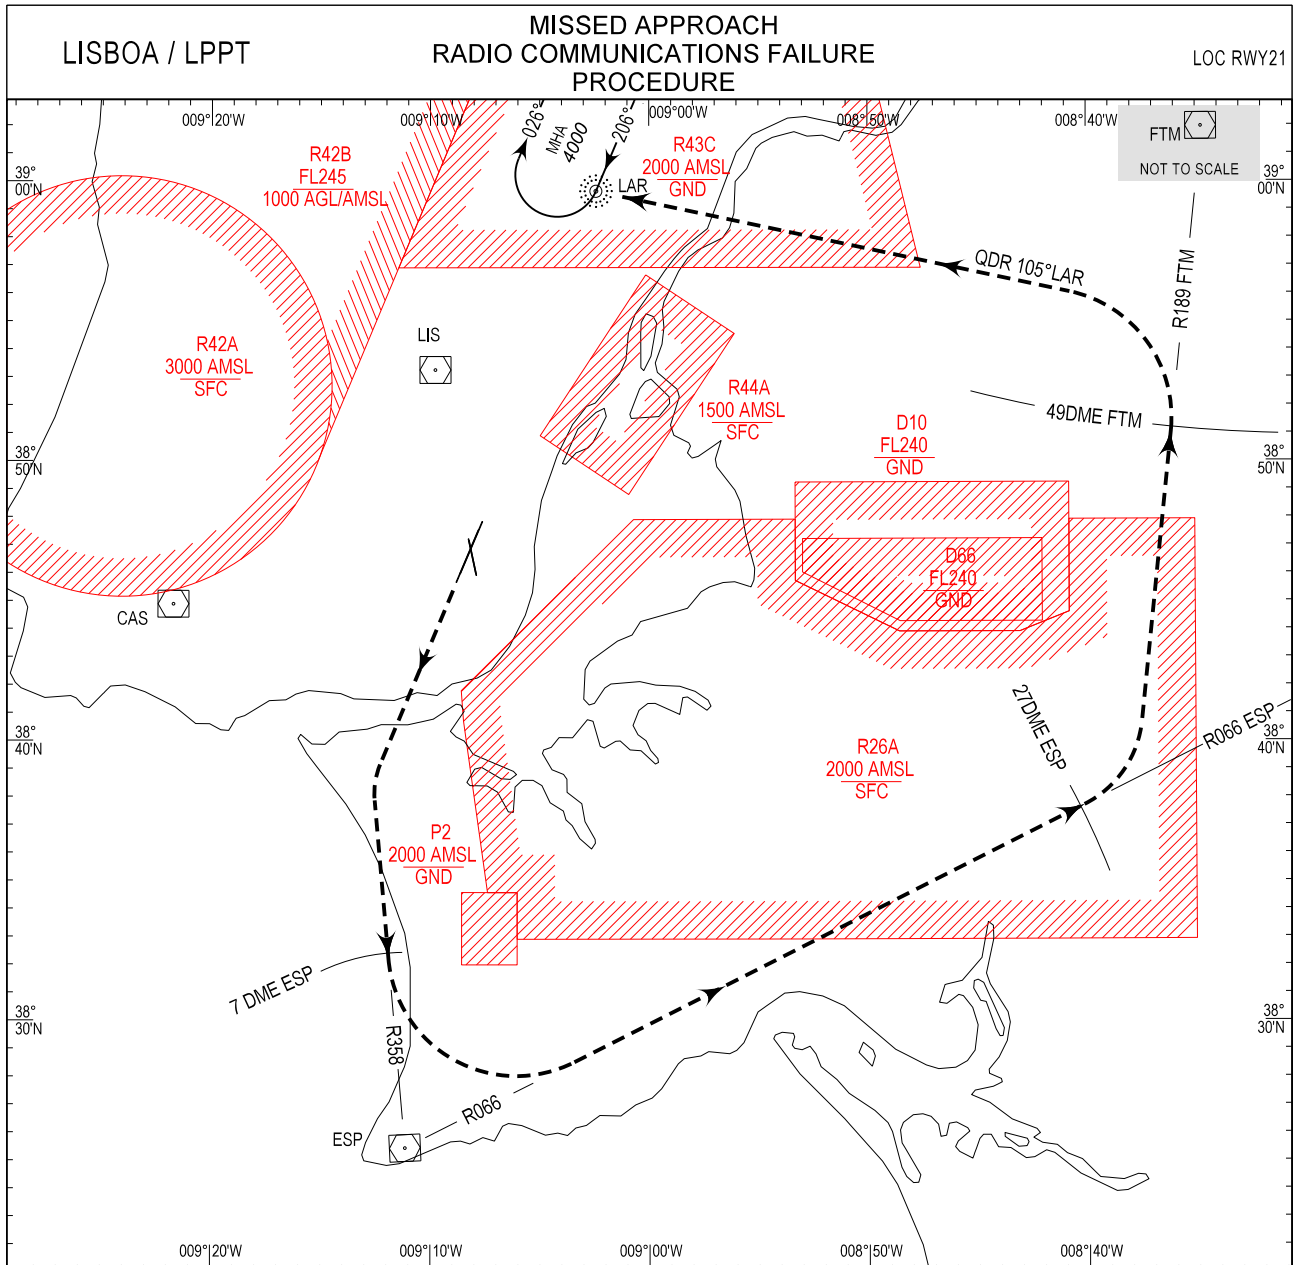 LISBOA / LPPT
MISSED APPROACH
RADIO COMMUNICATIONS FAILURE
PROCEDURE
LOC RWY21
009°20'W
009°10'W
009°00'W
008°50'W
008°40'W
FTM
NOT TO SCALE
026°
MHA
4000
206°
LAR
R43C
2000 AMSL
GND
R42B
FL245
1000 AGL/AMSL
39°
00'N
39°
00'N
QDR 105°LAR
R189 FTM
LIS
R42A
3000 AMSL
SFC
R44A
1500 AMSL
SFC
49DME FTM
D10
FL240
GND
38°
50'N
38°
50'N
D66
FL240
GND
CAS
27DME ESP
R066 ESP
38°
40'N
38°
40'N
R26A
2000 AMSL
SFC
P2
2000 AMSL
GND
7 DME ESP
38°
30'N
38°
30'N
R358
R066
ESP
009°20'W
009°10'W
009°00'W
008°50'W
008°40'W